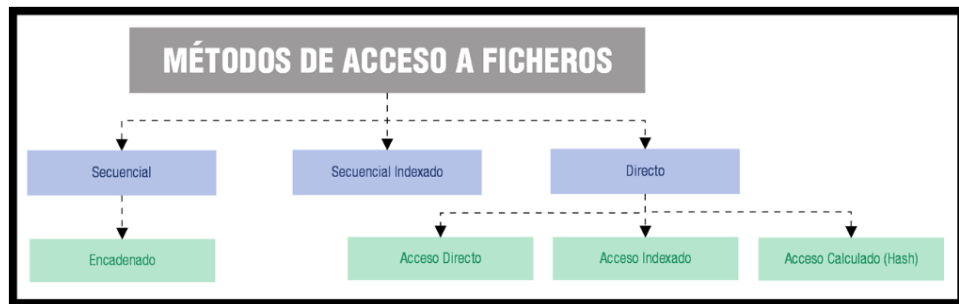 MÉTODOS DE ACCESO A FICHEROS
Secuencial
Secuencial Indexado
Directo
Encadenado
Acceso Directo
Acceso Indexado
Acceso Calculado (Hash)